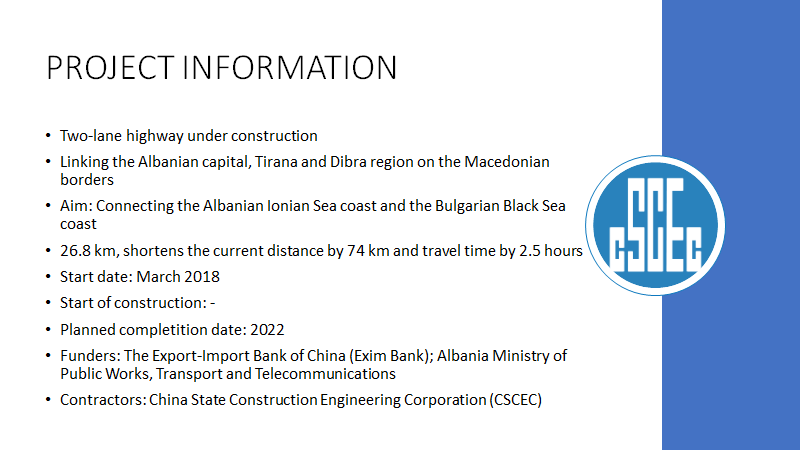 PROJECT INFORMATION
• Two-lane highway under construction
• Linking the Albanian capital, Tirana and Dibra region on the Macedonian
borders
• Aim: Connecting the Albanian Ionian Sea coast and the Bulgarian Black Sea
coast
• 26.8 km, shortens the current distance by 74 km and travel time by 2.5 hours
• Start date: March 2018
• Start of construction: -
• Planned completition date: 2022
• Funders: The Export-Import Bank of China (Exim Bank); Albania Ministry of
Public Works, Transport and Telecommunications
• Contractors: China State Construction Engineering Corporation (CSCEC)
CSCEC